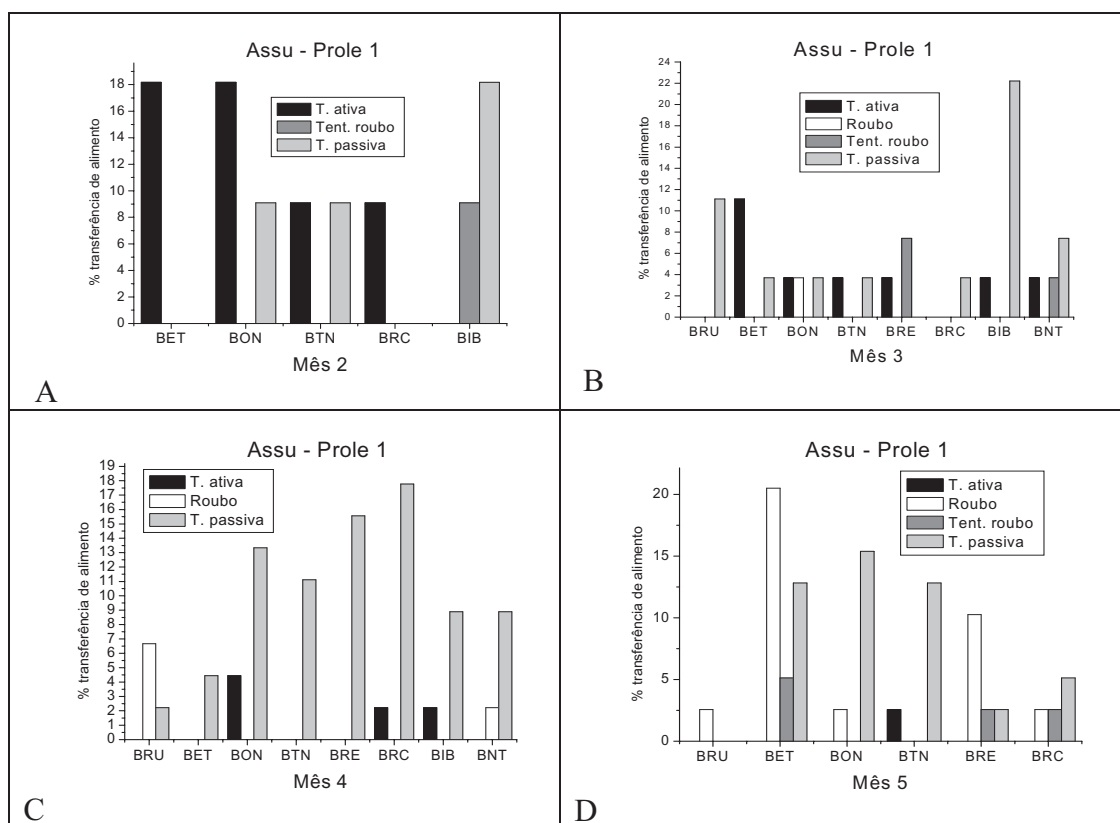 Assu - Prole 1
18
16
14
12
10
8
6
4
2
0
% transferência de alimento
T. ativa
Tent. roubo
T. passiva
BET BON BTN BRC BIB
Mês 2
A
Assu - Prole 1
24
22
20
18
16
14
12
10
8
6
4
2
0
% transferência de alimento
T. ativa
Roubo
Tent. roubo
T. passiva
BRU BET BON BTN BRE BRC BIB BNT
Mês 3
B
Assu - Prole 1
19
18
17
16
15
14
13
11
10
9
8
7
6
5
4
3
2
1
0
% transferência de alimento
T. ativa
Roubo
T. passiva
BRU BET BON BTN BRE BRC BIB BNT
Mês 4
C
Assu - Prole 1
20
15
10
5
0
% transferência de alimento
T. ativa
Roubo
Tent. roubo
T. passiva
BRU BET BON BTN BRE BRC
Mês 5
D